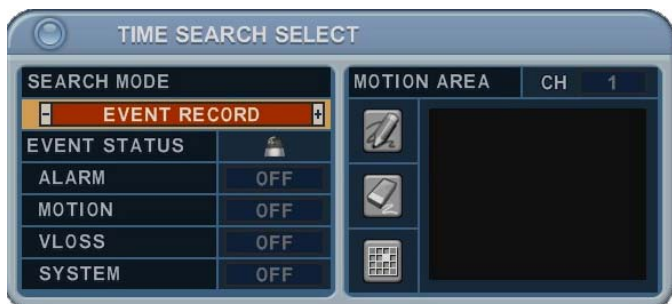 TIME SEARCH SELECT
SEARCH MODE
- EVENT RECORD +
EVENT STATUS
ALARM OFF
MOTION OFF
VLOSS OFF
SYSTEM OFF
MOTION AREA CH 1